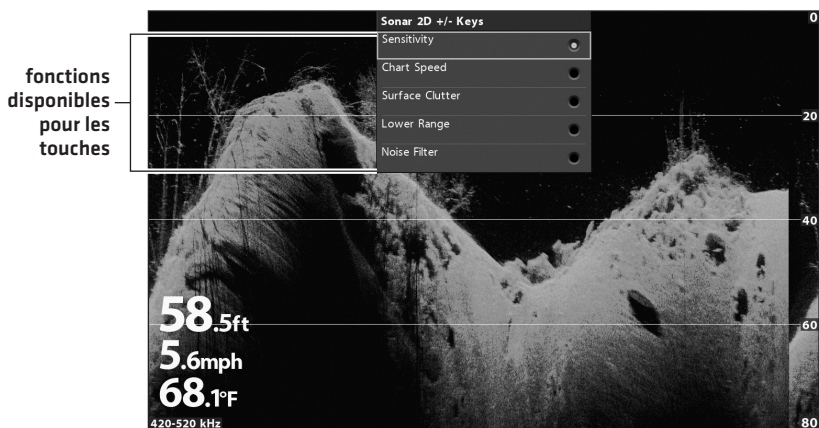 Sonar 2D +/- Keys
Sensitivity
Chart Speed
Surface Clutter
Lower Range
Noise Filter
fonctions
disponibles
pour les
touches
0
20
40
60
80
58.5ft
5.6mph
68.1°F
420-520 kHz